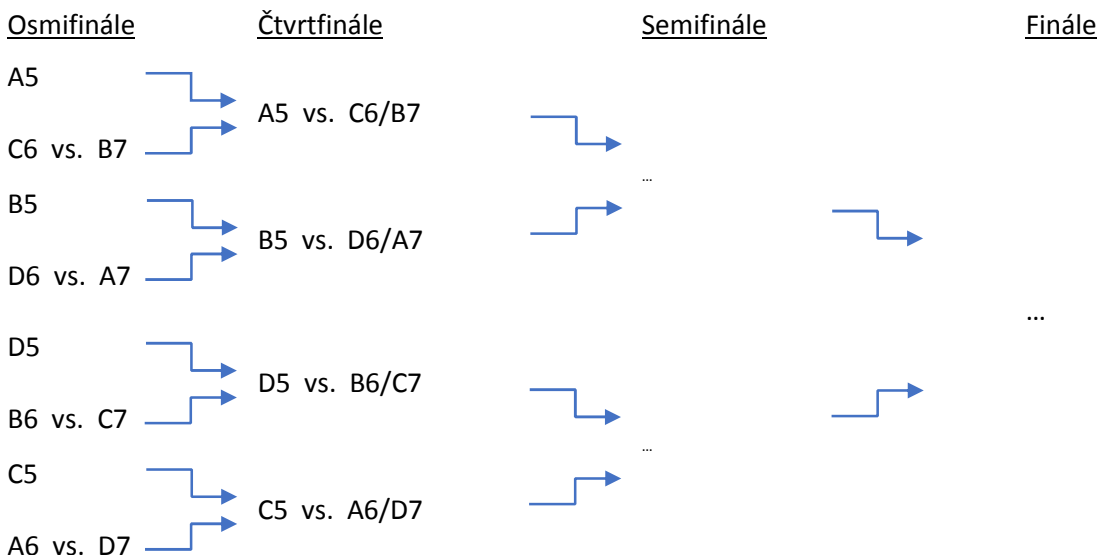 Osmifinále Čtvrtfinále Semifinále Finále
A5
A5 vs. C6/B7
C6 vs. B7
...
B5
B5 vs. D6/A7
D6 vs. A7
...
D5
D5 vs. B6/C7
B6 vs. C7
...
C5
C5 vs. A6/D7
A6 vs. D7